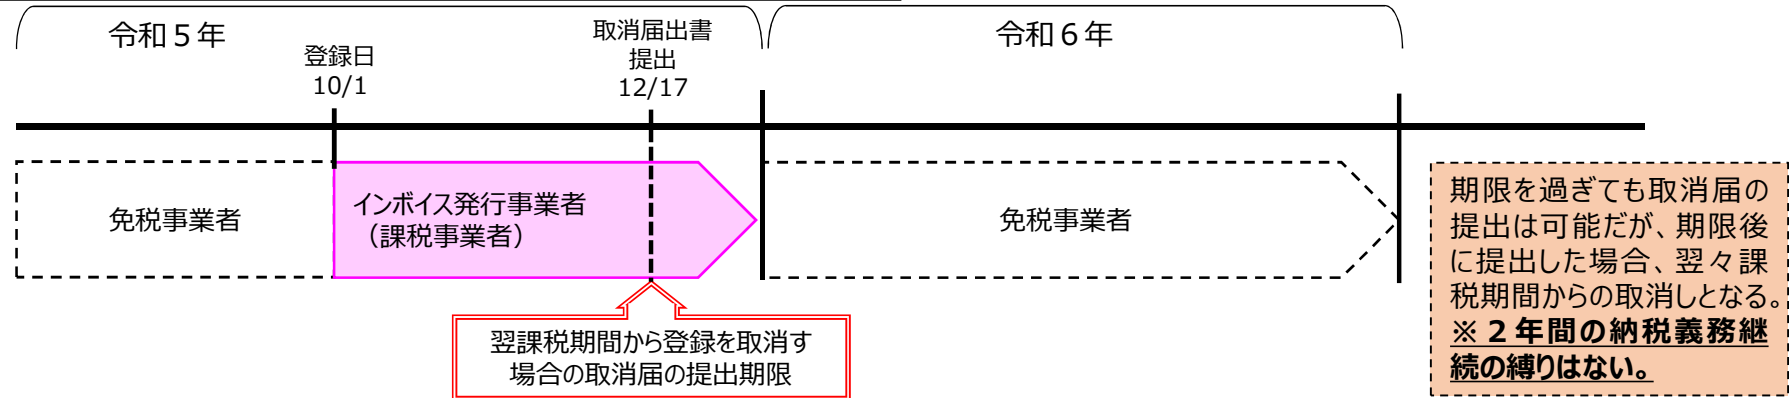 令和５年
登録日
10/1
取消届出書
提出
12/17
令和６年
免税事業者
インボイス発行事業者
（課税事業者）
免税事業者
翌課税期間から登録を取消す
場合の取消届の提出期限
期限を過ぎても取消届の
提出は可能だが、期限後
に提出した場合、翌々課
税期間からの取消しとなる。
※２年間の納税義務継
続の縛りはない。